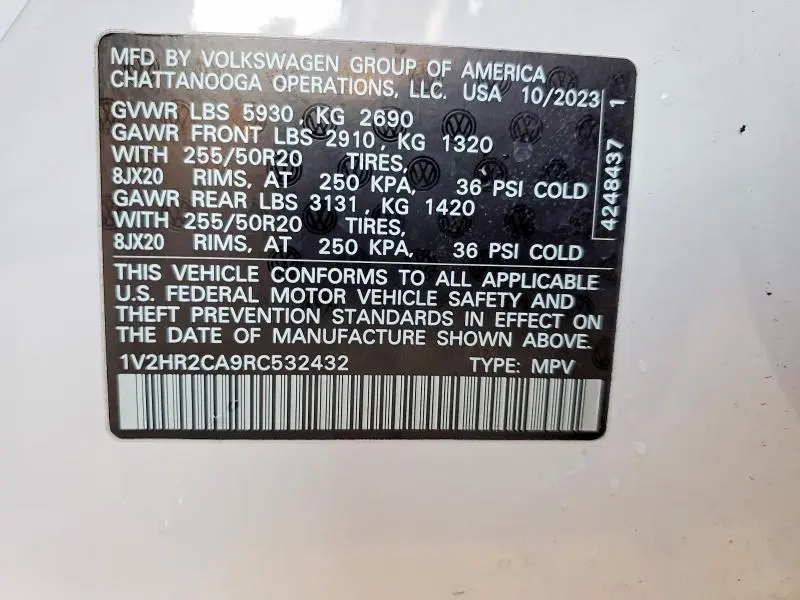 MFD BY VOLKSWAGEN GROUP OF AMERICA
CHATTANOOGA OPERATIONS, LLC. USA 10/2023
GVWR LBS 5930, KG 2690
GAWR FRONT LBS 2910, KG 1320
WITH 255/50R20 TIRES,
8JX20 RIMS, AT 250 KPA, 36 PSI COLD
GAWR REAR LBS 3131, KG 1420
WITH 255/50R20 TIRES,
8JX20 RIMS, AT 250 KPA, 36 PSI COLD
4248437 1
THIS VEHICLE CONFORMS TO ALL APPLICABLE
U.S. FEDERAL MOTOR VEHICLE SAFETY AND
THEFT PREVENTION STANDARDS IN EFFECT ON
THE DATE OF MANUFACTURE SHOWN ABOVE.
1V2HR2CA9RC532432 TYPE: MPV